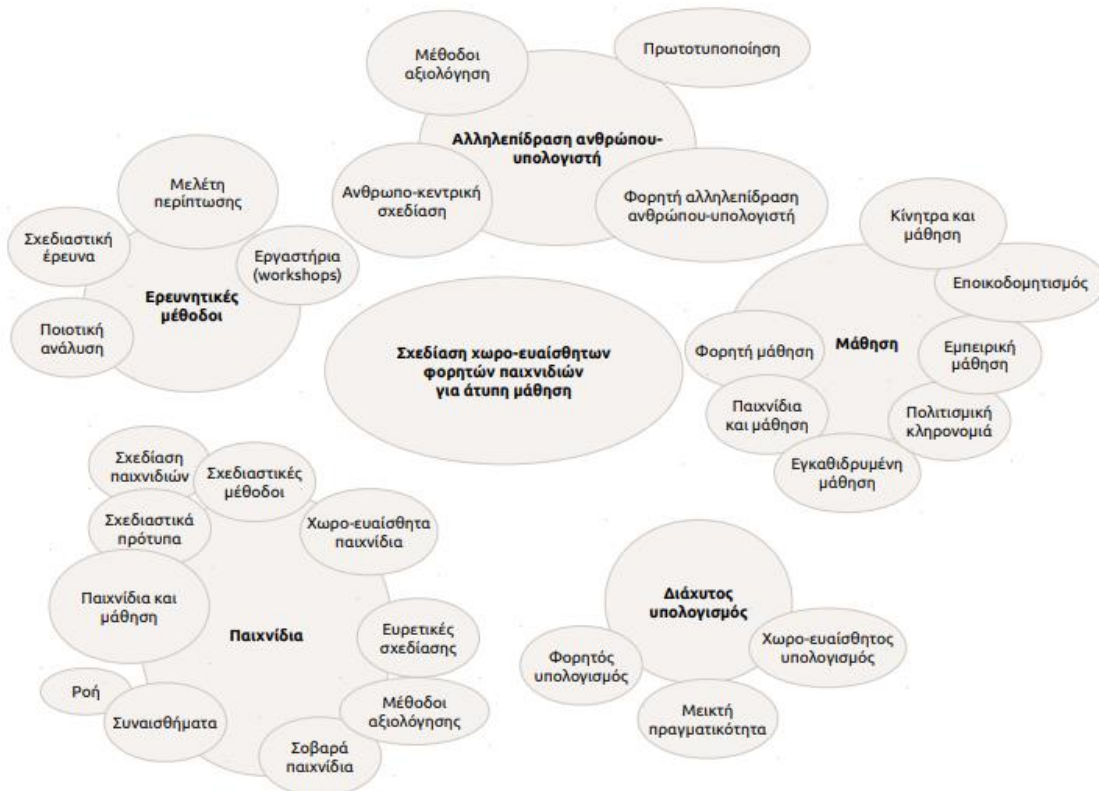 Μέθοδοι
αξιολόγηση
Πρωτοτυποποίηση
Αλληλεπίδραση ανθρώπου-
υπολογιστή
Ανθρωπο-κεντρική
σχεδίαση
Φορητή αλληλεπίδραση
ανθρώπου-υπολογιστή
Μελέτη
περίπτωσης
Σχεδιαστική
έρευνα
Εργαστήρια
(workshops)
Ερευνητικές
μέθοδοι
Ποιοτική
ανάλυση
Σχεδίαση χωρο-ευαίσθητων
φορητών παιχνιδιών
για άτυπη μάθηση
Κίνητρα και
μάθηση
Εποικοδομητισμός
Μάθηση
Φορητή μάθηση
Εμπειρική
μάθηση
Παιχνίδια
και μάθηση
Πολιτισμική
κληρονομιά
Εγκαθιδρυμένη
μάθηση
Σχεδίαση
παιχνιδιών
Σχεδιαστικές
μέθοδοι
Σχεδιαστικά
πρότυπα
Χωρο-ευαίσθητα
παιχνίδια
Παιχνίδια και
μάθηση
Παιχνίδια
Ευρετικές
σχεδίασης
Ροή
Συναισθήματα
Μέθοδοι
αξιολόγησης
Σοβαρά
παιχνίδια
Διάχυτος
υπολογισμός
Φορητός
υπολογισμός
Χωρο-ευαίσθητος
υπολογισμός
Μεικτή
πραγματικότητα